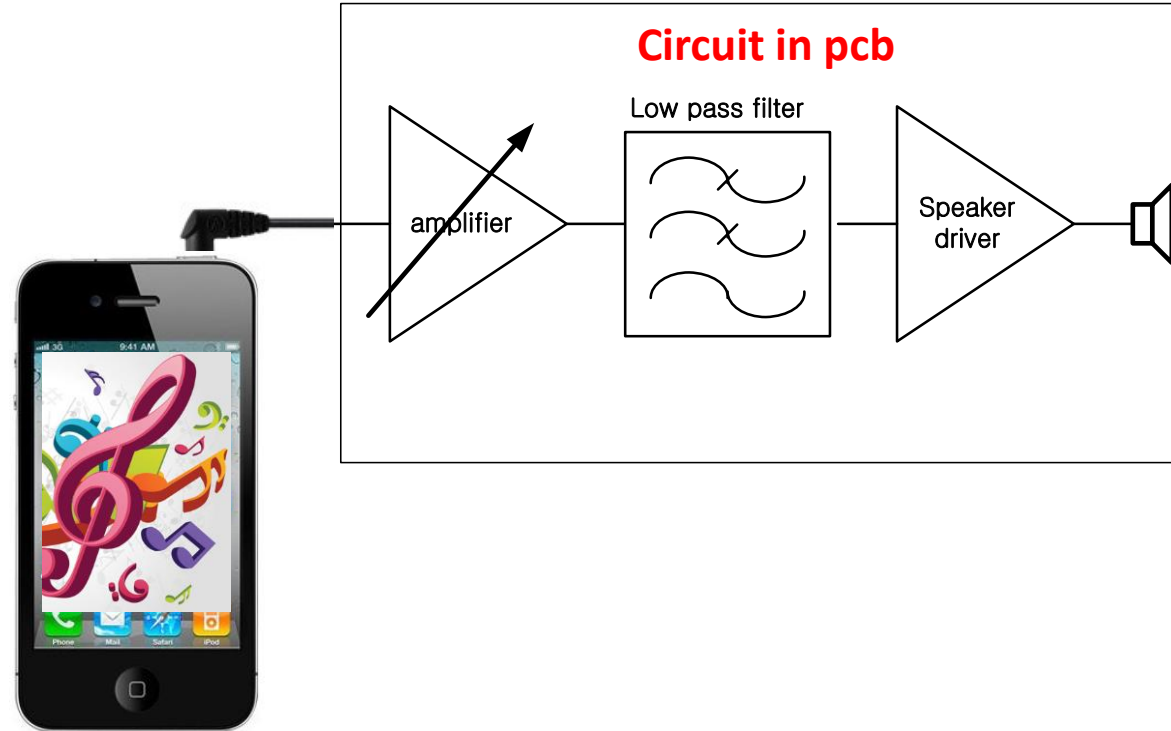 Circuit in pcb
Low pass filter
amplifier
Speaker
driver
3G 9:41 AM
Phone Mail Safari iPod